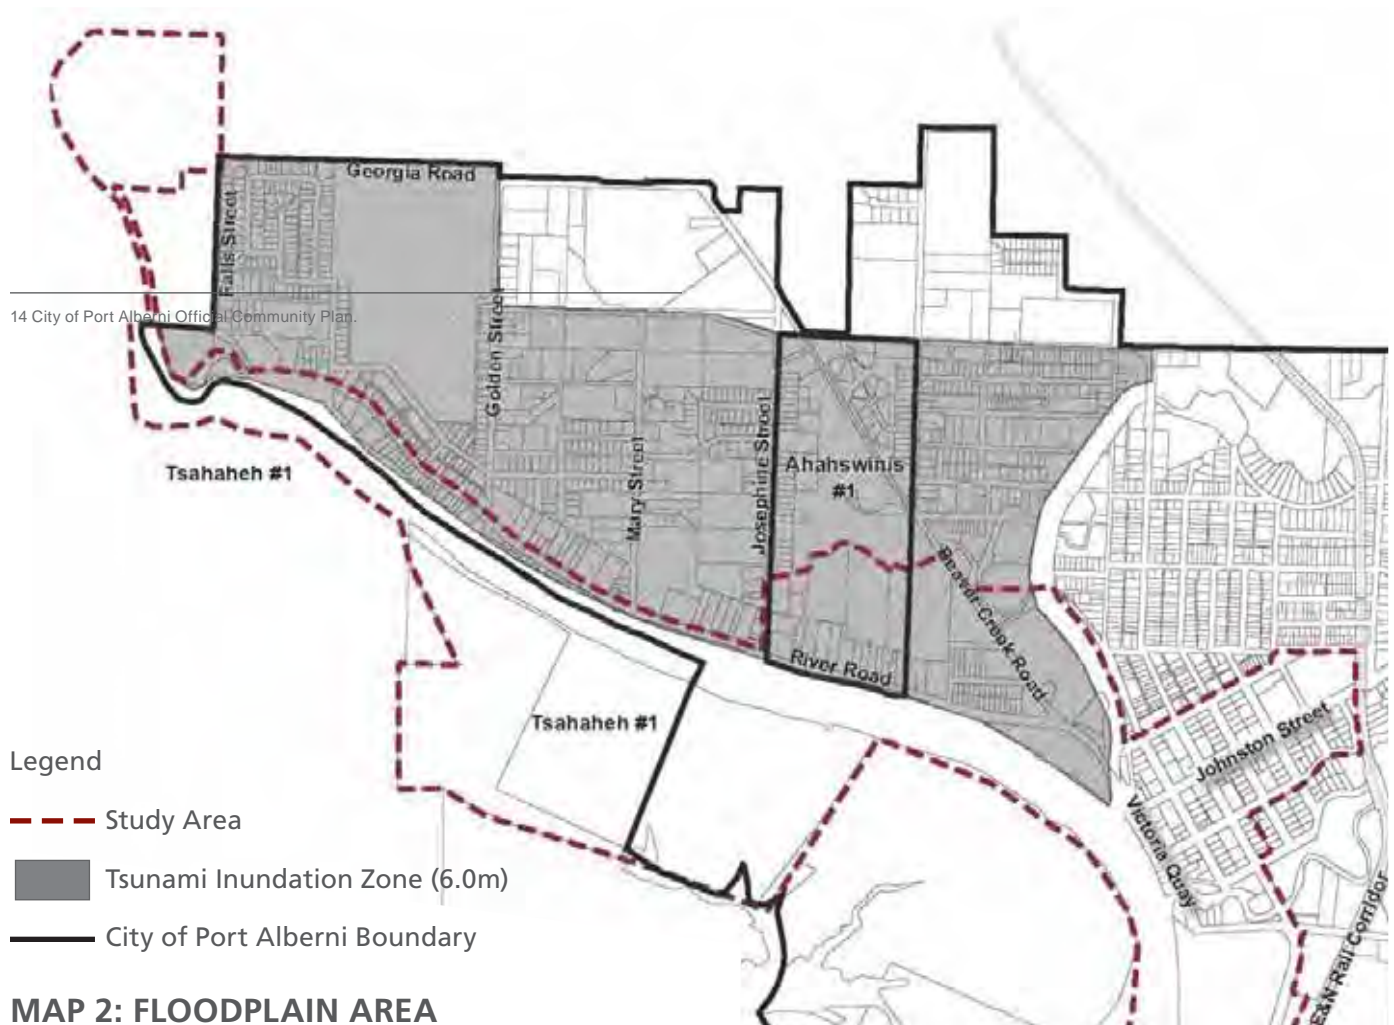 Georgia Road
Falls Street
14 City of Port Alberni Official Community Plan.
Golden Street
Mary Street
Josephine Street
Ahahswinis
#1
Tsahaheh #1
Beaver Creek Road
River Road
Tsahaheh #1
Johnston Street
Victoria Quay
E&N Rail Corridor
Legend
Study Area
Tsunami Inundation Zone (6.0m)
City of Port Alberni Boundary
MAP 2: FLOODPLAIN AREA